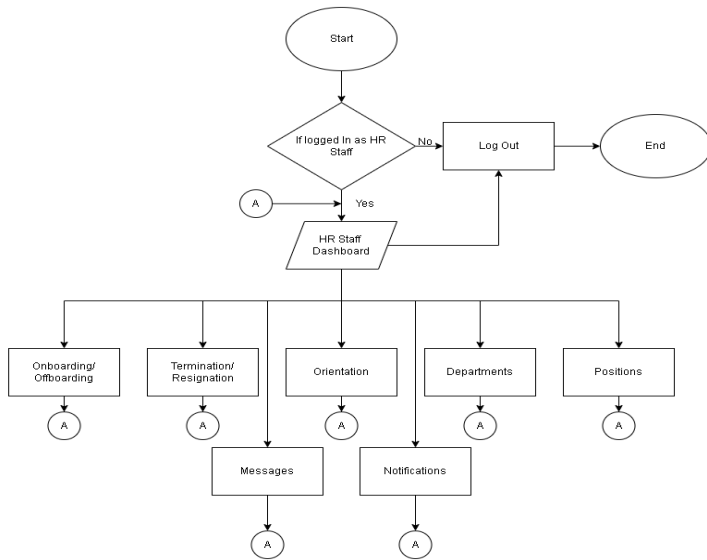 Start
If logged In as HR
Staff
No
Log Out
End
A
Yes
HR Staff
Dashboard
Onboarding/
Offboarding
Termination/
Resignation
Orientation
Departments
Positions
A
A
A
A
A
Messages
Notifications
A
A